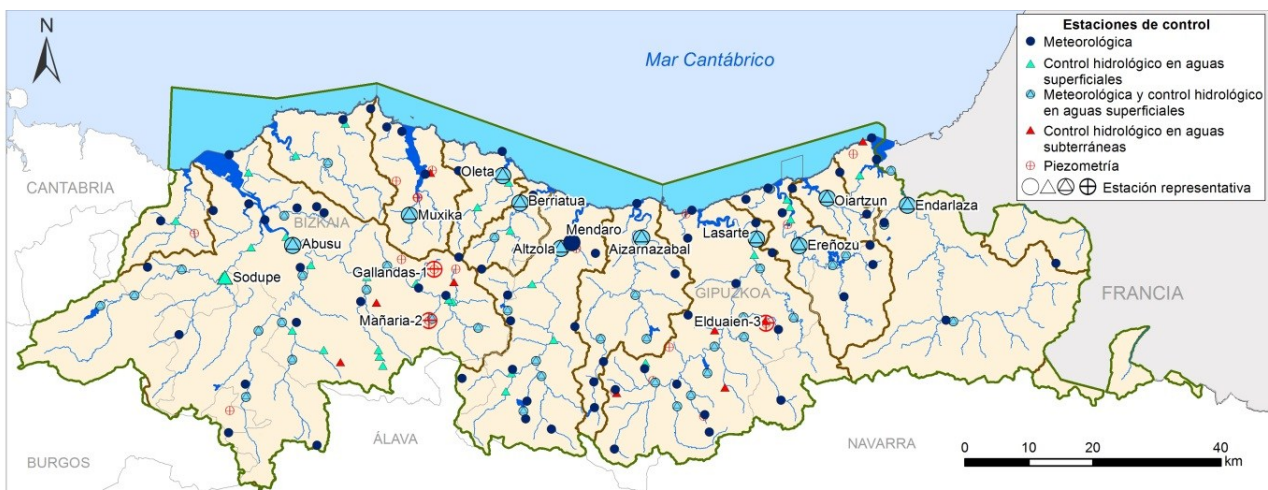 N
Mar Cantábrico
Estaciones de control
Meteorológica
Control hidrológico en aguas
superficiales
Meteorológica y control hidrológico
en aguas superficiales
Control hidrológico en aguas
subterráneas
Piezometría
Estación representativa
CANTABRIA
BIZKAIA
Oleta
Muxika
Berriatua
Mendaro
Altzola
Aizarnazabal
Lasarte
Oiartzun
Endarlaza
Ereñozu
Abusu
Sodupe
Gallandas-1
Mañaria-2
GIPUZKOA
Elduaien-3
FRANCIA
ÁLAVA
NAVARRA
BURGOS
0 10 20 40
km